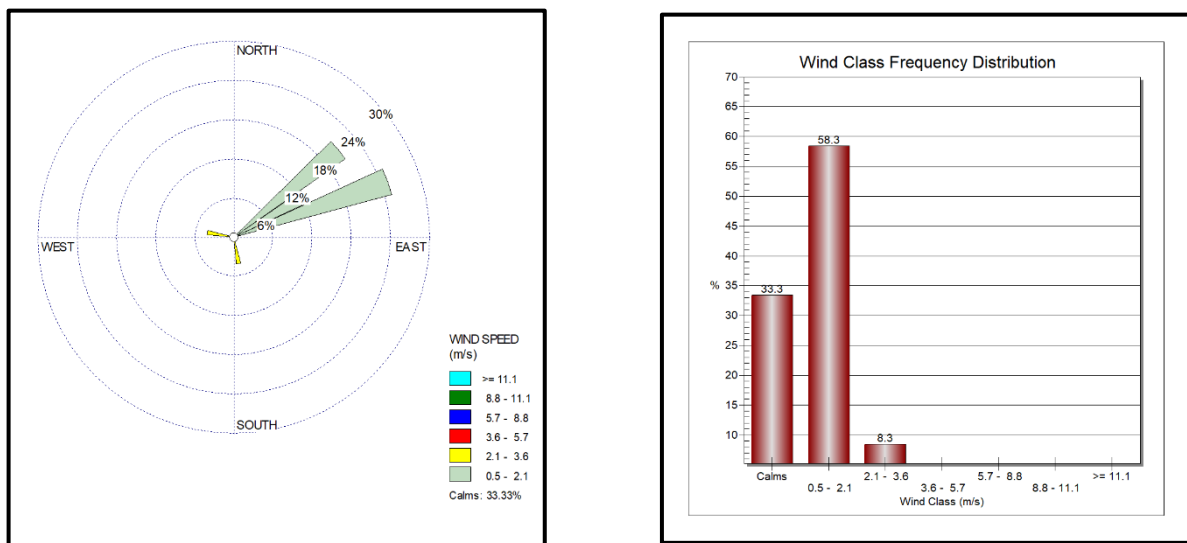 NORTH
30%
24%
18%
12%
6%
WEST
EAST
SOUTH
WIND SPEED
(m/s)
>= 11.1
8.8 - 11.1
5.7 - 8.8
3.6 - 5.7
2.1 - 3.6
0.5 - 2.1
Calms: 33.33%
Wind Class Frequency Distribution
70
65
60
55
50
45
40
%
35
30
25
20
15
10
33.3
58.3
8.3
Calms
0.5 - 2.1
2.1 - 3.6
3.6 - 5.7
5.7 - 8.8
8.8 - 11.1
>= 11.1
Wind Class (m/s)